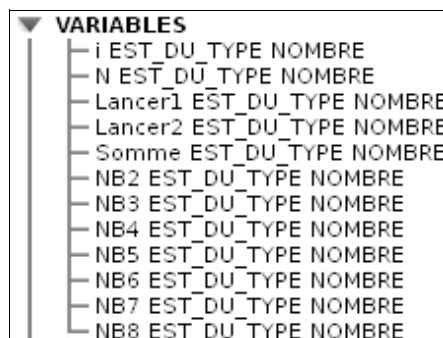 VARIABLES
i EST_DU_TYPE NOMBRE
N EST_DU_TYPE NOMBRE
Lancer1 EST_DU_TYPE NOMBRE
Lancer2 EST_DU_TYPE NOMBRE
Somme EST_DU_TYPE NOMBRE
NB2 EST_DU_TYPE NOMBRE
NB3 EST_DU_TYPE NOMBRE
NB4 EST_DU_TYPE NOMBRE
NB5 EST_DU_TYPE NOMBRE
NB6 EST_DU_TYPE NOMBRE
NB7 EST_DU_TYPE NOMBRE
NB8 EST_DU_TYPE NOMBRE